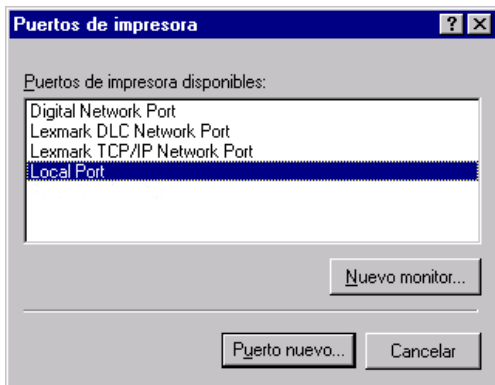 Puertos de impresora
Puertos de impresora disponibles:
Digital Network Port
Lexmark DLC Network Port
Lexmark TCP/IP Network Port
Local Port
Nuevo monitor...
Puerto nuevo...
Cancelar